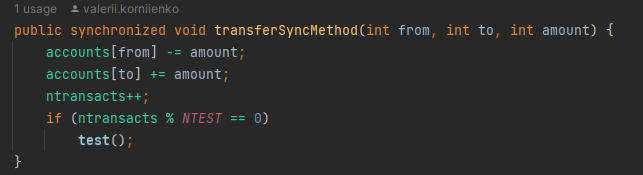 1 usage valerii.korniienko
public synchronized void transferSyncMethod(int from, int to, int amount) {
    accounts[from] -= amount;
    accounts[to] += amount;
    ntransacts++;
    if (ntransacts % NTEST == 0)
        test();
}